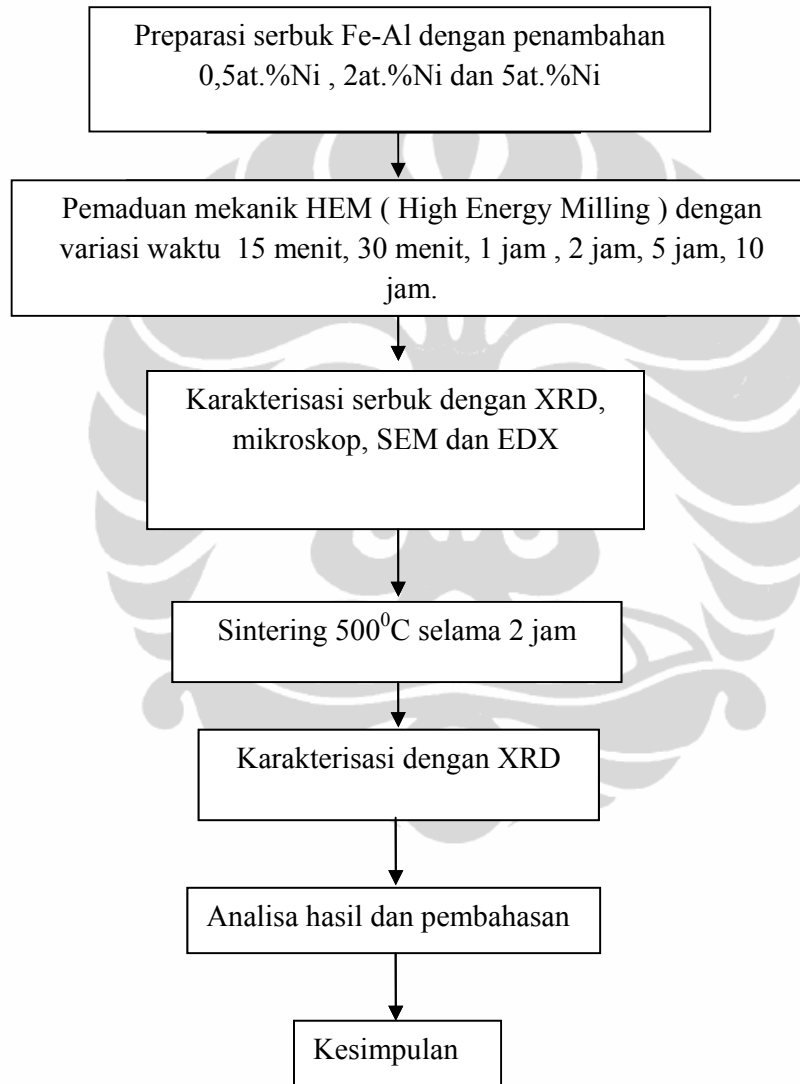 Preparasi serbuk Fe-Al dengan penambahan
0,5at.%Ni , 2at.%Ni dan 5at.%Ni
Pemaduan mekanik HEM ( High Energy Milling ) dengan
variasi waktu  15 menit, 30 menit, 1 jam , 2 jam, 5 jam, 10
jam.
Karakterisasi serbuk dengan XRD,
mikroskop, SEM dan EDX
Sintering 500⁰C selama 2 jam
Karakterisasi dengan XRD
Analisa hasil dan pembahasan
Kesimpulan